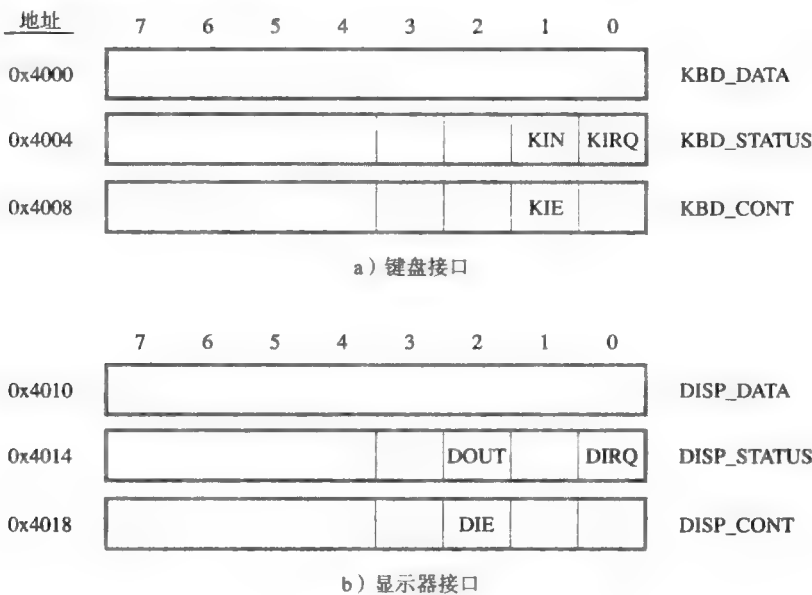 地址 7 6 5 4 3 2 1 0
0x4000 KBD_DATA
0x4004 KIN KIRQ KBD_STATUS
0x4008 KIE KBD_CONT
a）键盘接口
7 6 5 4 3 2 1 0
0x4010 DISP_DATA
0x4014 DOUT DIRQ DISP_STATUS
0x4018 DIE DISP_CONT
b）显示器接口